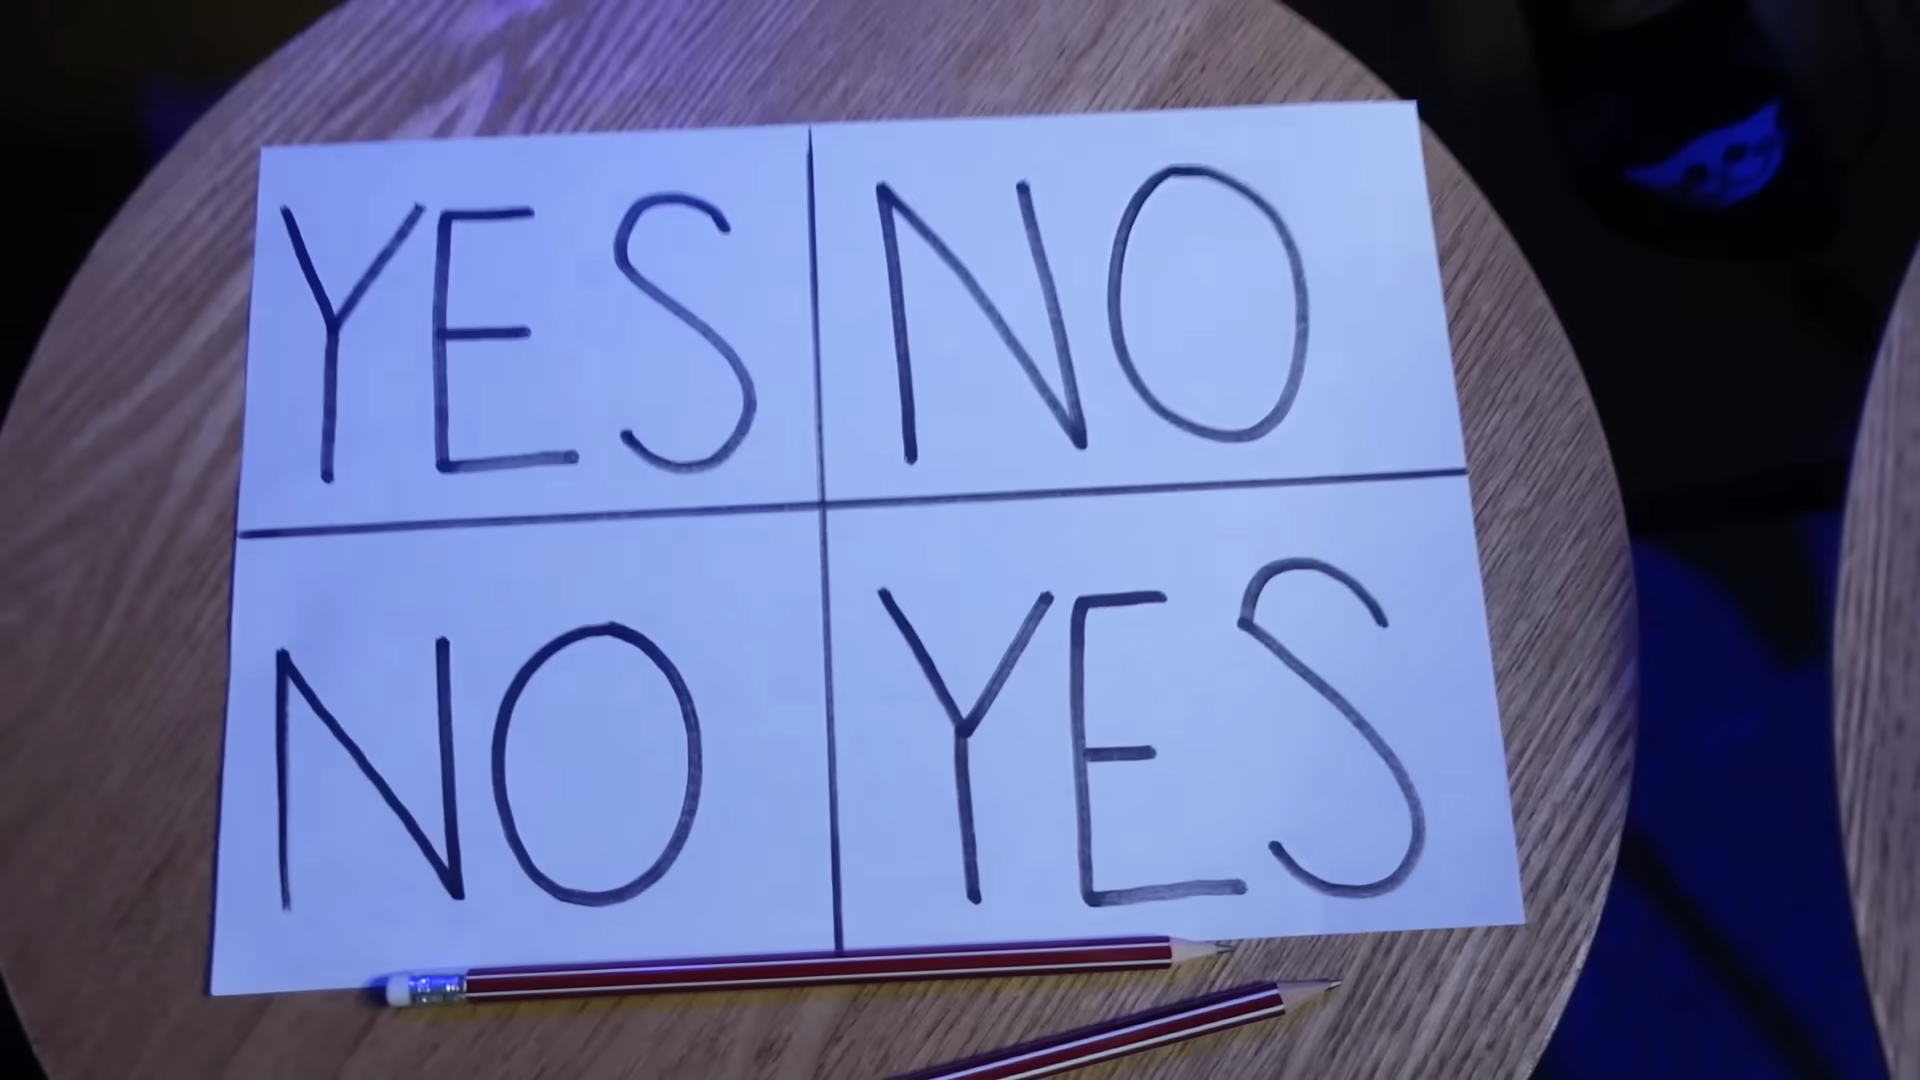 YES NO
NO YES